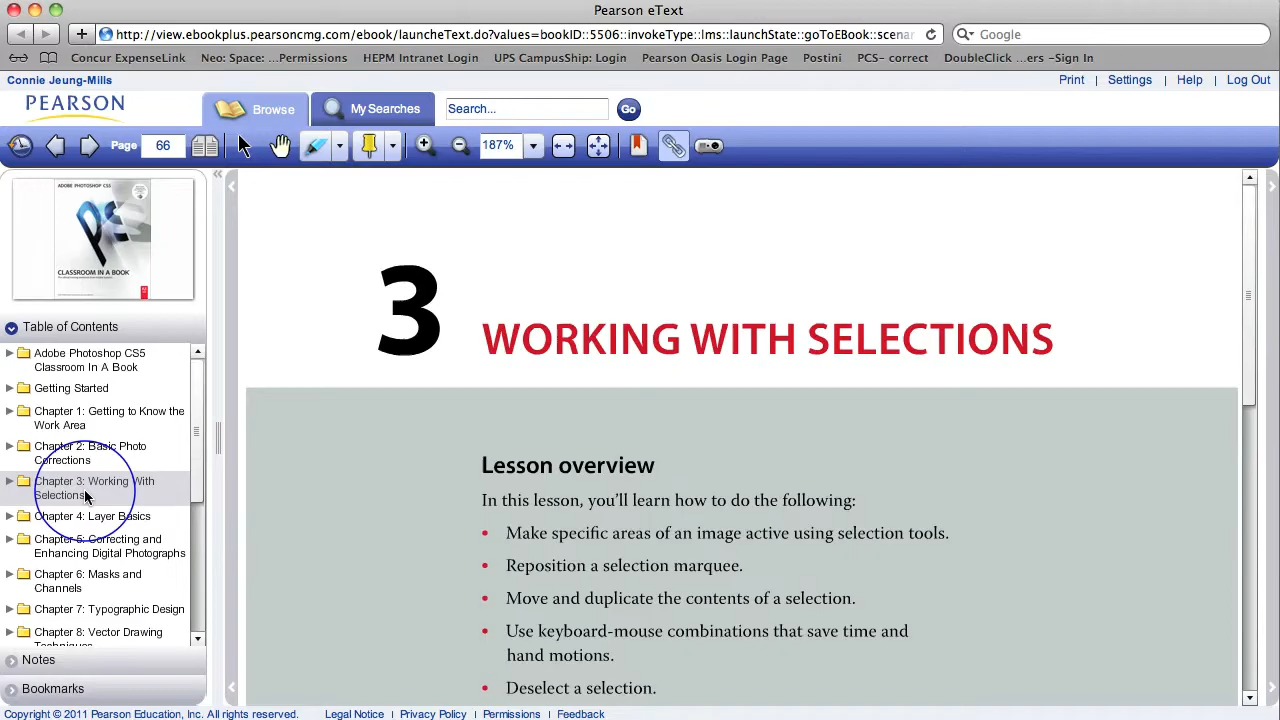 Pearson eText
http://view.ebookplus.pearsoncmg.com/ebook/launcheText.do?values=bookID::5506::invokeType::lms::launchState::goToEBook::scenar
Google
Concur ExpenseLink Neo: Space: ...Permissions HEPM Intranet Login UPS CampusShip: Login Pearson Oasis Login Page Postini PCS- correct DoubleClick ...ers -Sign In
Connie Jeung-Mills Print | Settings | Help | Log Out
PEARSON Browse My Searches Search... Go
Page 66 187%
ADOBE PHOTOSHOP CS5
Ps
CLASSROOM IN A BOOK
Table of Contents
Adobe Photoshop CS5
Classroom In A Book
Getting Started
Chapter 1: Getting to Know the
Work Area
Chapter 2: Basic Photo
Corrections
Chapter 3: Working With
Selections
Chapter 4: Layer Basics
Chapter 5: Correcting and
Enhancing Digital Photographs
Chapter 6: Masks and
Channels
Chapter 7: Typographic Design
Chapter 8: Vector Drawing
Techniques
Notes
Bookmarks
3 WORKING WITH SELECTIONS
Lesson overview
In this lesson, you’ll learn how to do the following:
• Make specific areas of an image active using selection tools.
• Reposition a selection marquee.
• Move and duplicate the contents of a selection.
• Use keyboard-mouse combinations that save time and
hand motions.
• Deselect a selection.
Copyright © 2011 Pearson Education, Inc. All rights reserved. Legal Notice | Privacy Policy | Permissions | Feedback